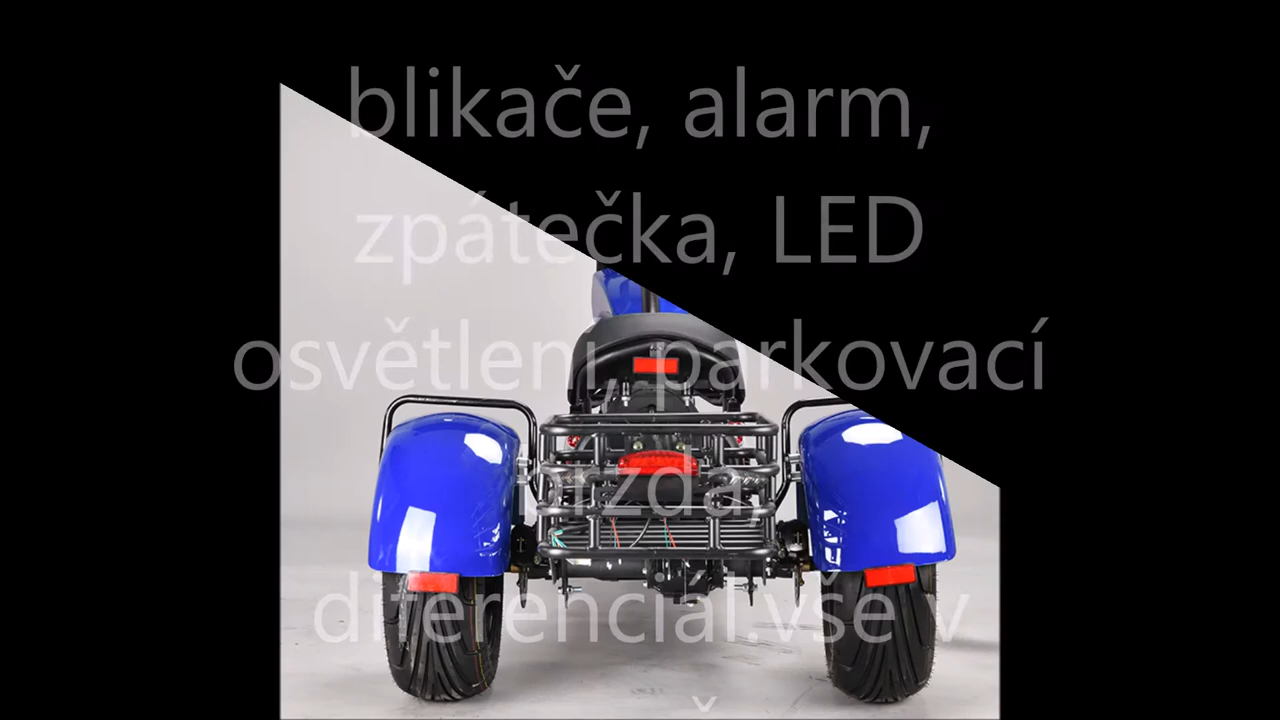 blikače, alarm,
zpátečka, LED
osvětlení, parkovací
brzda,
diferenciál.vše v